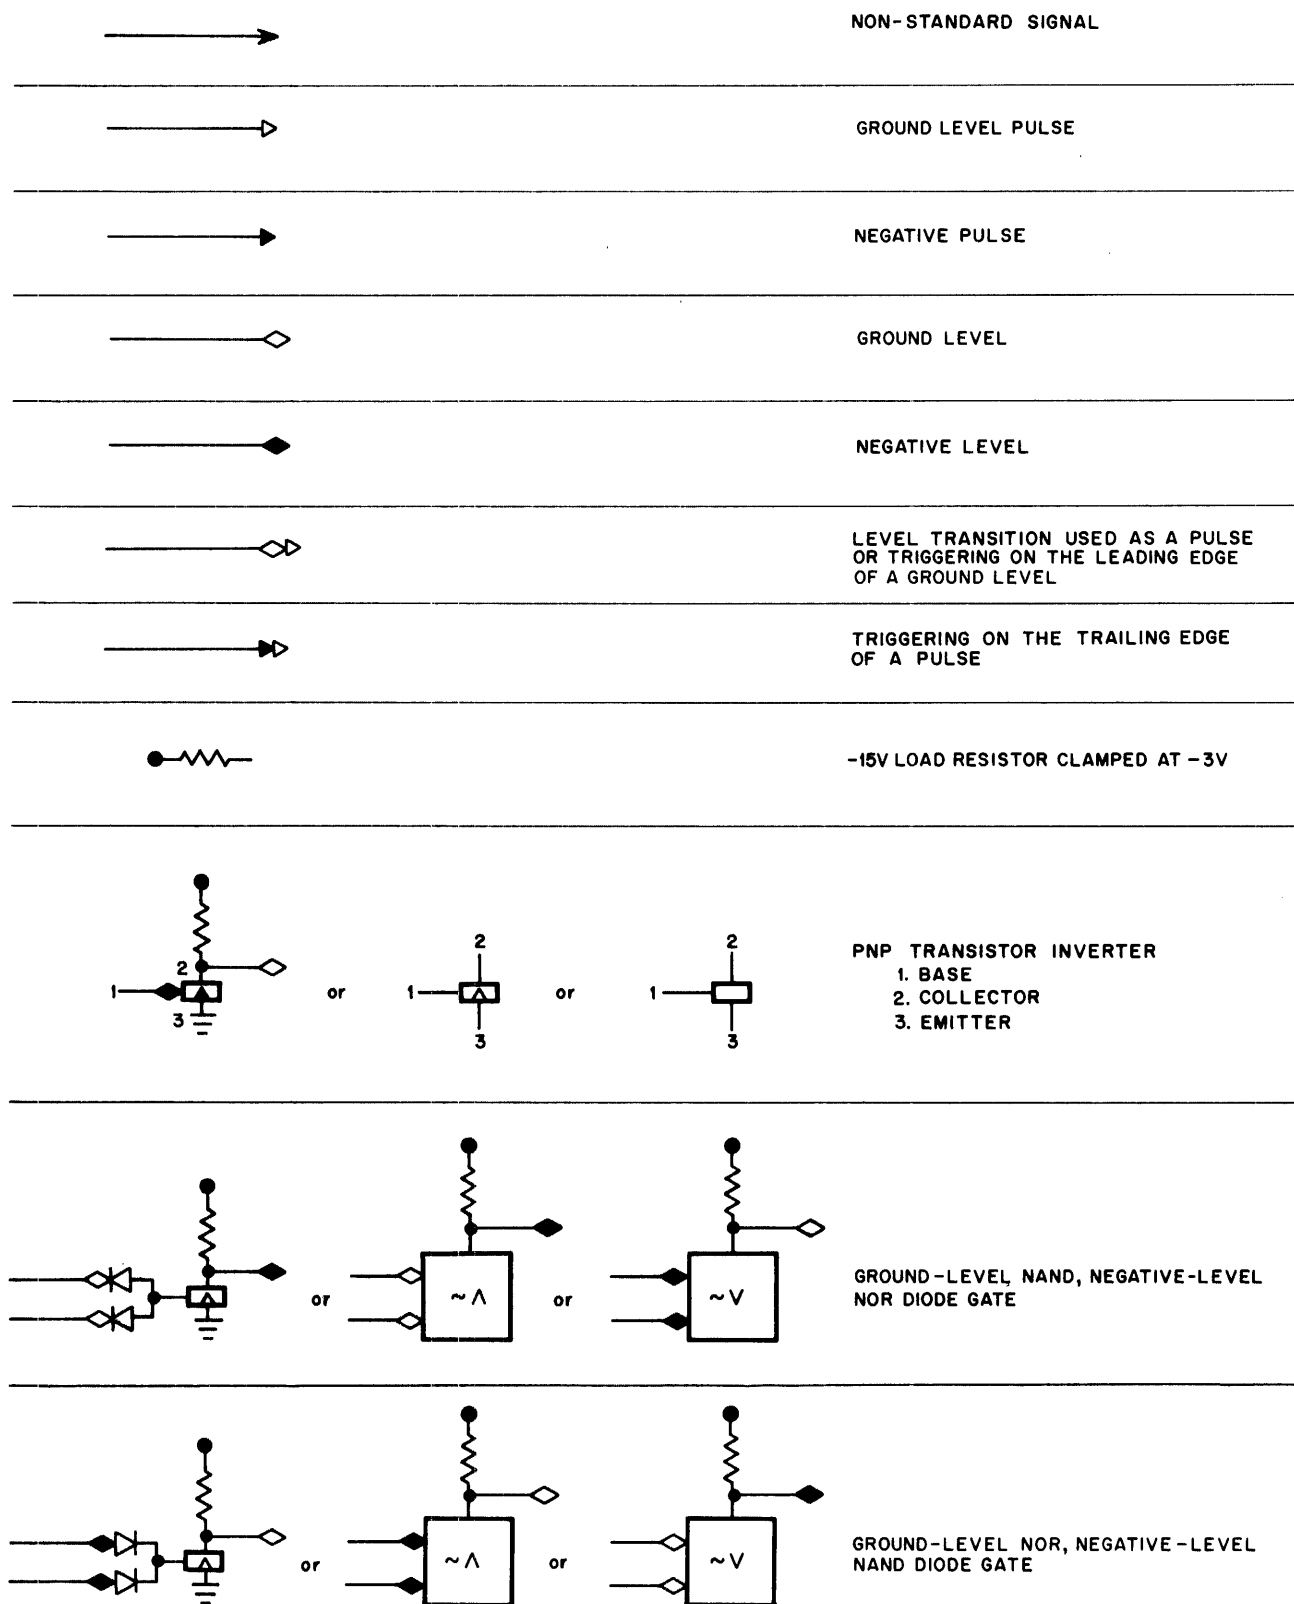 NON-STANDARD SIGNAL
GROUND LEVEL PULSE
NEGATIVE PULSE
GROUND LEVEL
NEGATIVE LEVEL
LEVEL TRANSITION USED AS A PULSE
OR TRIGGERING ON THE LEADING EDGE
OF A GROUND LEVEL
TRIGGERING ON THE TRAILING EDGE
OF A PULSE
-15V LOAD RESISTOR CLAMPED AT -3V
2
1
3
or
2
1
3
or
2
1
3
PNP TRANSISTOR INVERTER
1. BASE
2. COLLECTOR
3. EMITTER
or
~ Λ
or
~ V
GROUND-LEVEL NAND, NEGATIVE-LEVEL
NOR DIODE GATE
or
~ Λ
or
~ V
GROUND-LEVEL NOR, NEGATIVE-LEVEL
NAND DIODE GATE